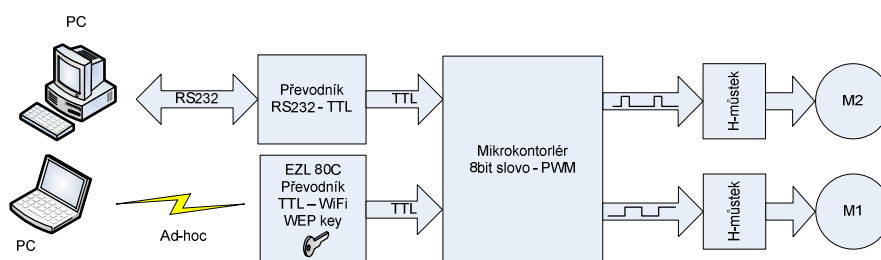 PC
RS232
Převodník
RS232 - TTL
TTL
Mikrokontorlér
8bit slovo - PWM
H-můstek
M2
PC
Ad-hoc
EZL 80C
Převodník
TTL – WiFi
WEP key
TTL
H-můstek
M1